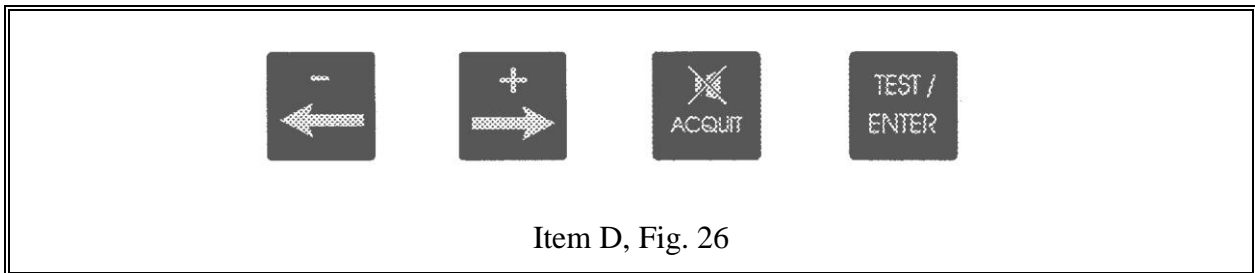 -
+
ACQUIT
TEST /
ENTER
Item D, Fig. 26